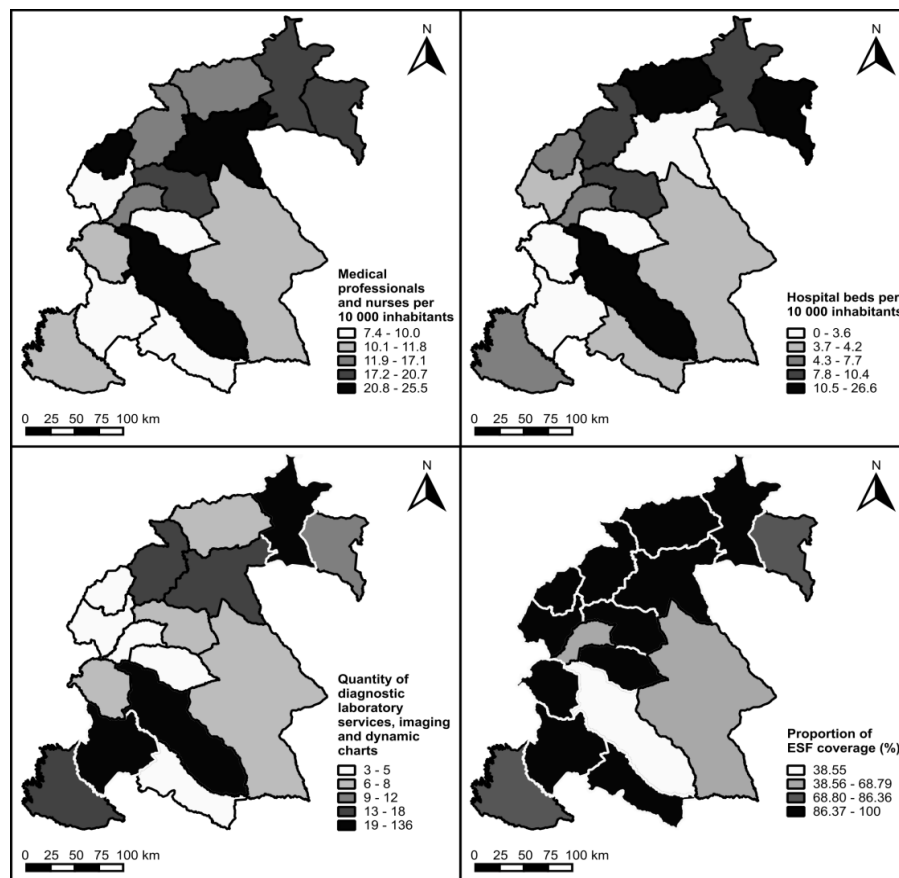 N
Medical
professionals
and nurses per
10 000 inhabitants
7.4 - 10.0
10.1 - 11.8
11.9 - 17.1
17.2 - 20.7
20.8 - 25.5
0 25 50 75 100 km
N
Hospital beds per
10 000 inhabitants
0 - 3.6
3.7 - 4.2
4.3 - 7.7
7.8 - 10.4
10.5 - 26.6
0 25 50 75 100 km
N
Quantity of
diagnostic
laboratory
services, imaging
and dynamic
charts
3 - 5
6 - 8
9 - 12
13 - 18
19 - 136
0 25 50 75 100 km
N
Proportion of
ESF coverage (%)
38.55
38.56 - 68.79
68.80 - 86.36
86.37 - 100
0 25 50 75 100 km